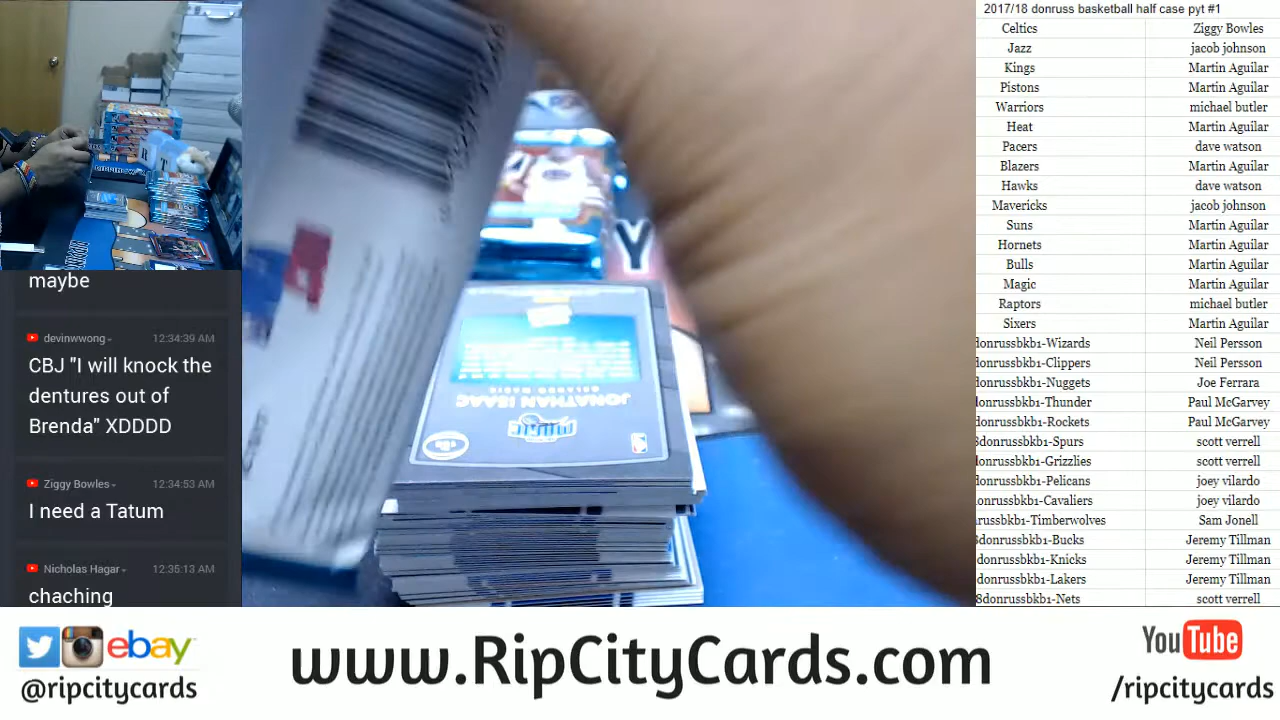 2017/18 donruss basketball half case pyt #1
Celtics Ziggy Bowles
Jazz jacob johnson
Kings Martin Aguilar
Pistons Martin Aguilar
Warriors michael butler
Heat Martin Aguilar
Pacers dave watson
Blazers Martin Aguilar
Hawks dave watson
Mavericks jacob johnson
Suns Martin Aguilar
Hornets Martin Aguilar
Bulls Martin Aguilar
Magic Martin Aguilar
Raptors michael butler
Sixers Martin Aguilar
donrussbkb1-Wizards Neil Persson
donrussbkb1-Clippers Neil Persson
donrussbkb1-Nuggets Joe Ferrara
donrussbkb1-Thunder Paul McGarvey
donrussbkb1-Rockets Paul McGarvey
8donrussbkb1-Spurs scott verrell
donrussbkb1-Grizzlies scott verrell
donrussbkb1-Pelicans joey vilardo
donrussbkb1-Cavaliers joey vilardo
russbkb1-Timberwolves Sam Jonell
8donrussbkb1-Bucks Jeremy Tillman
donrussbkb1-Knicks Jeremy Tillman
donrussbkb1-Lakers Jeremy Tillman
8donrussbkb1-Nets scott verrell
maybe
devinwwong 12:34:39 AM
CBJ "I will knock the
dentures out of
Brenda" XDDDD
Ziggy Bowles 12:34:53 AM
I need a Tatum
Nicholas Hagar 12:35:13 AM
chaching
Y
JONATHAN ISAAC
ORLANDO MAGIC
MAGIC
ebay
@ripcitycards
www.RipCityCards.com
YouTube
/ripcitycards